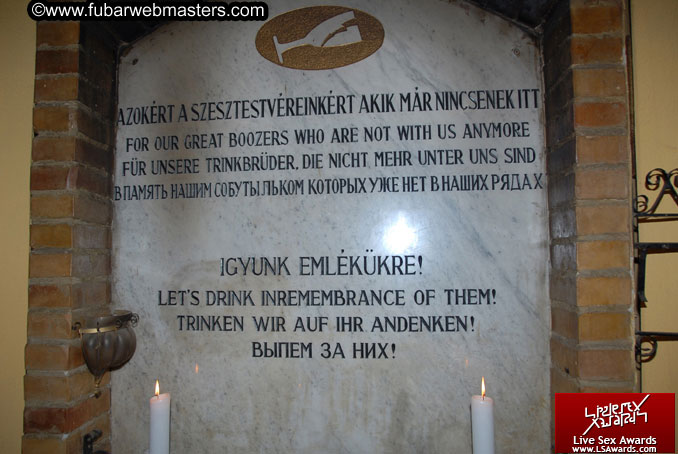 ©www.fubarwebmasters.com
AZOKÉRT A SZESZTESTVÉREINKÉRT AKIK MÁR NINCSENEK ITT
FOR OUR GREAT BOOZERS WHO ARE NOT WITH US ANYMORE
FÜR UNSERE TRINKBRÜDER, DIE NICHT MEHR UNTER UNS SIND
В ПАМЯТЬ НАШИМ СОБУТЫЛЬКОМ КОТОРЫХ УЖЕ НЕТ В НАШИХ РЯДАХ
IGYUNK EMLÉKÜKRE!
LET'S DRINK INREMEMBRANCE OF THEM!
TRINKEN WIR AUF IHR ANDENKEN!
ВЫПЕМ ЗА НИХ!
Live Sex Awards
www.LSAwards.com